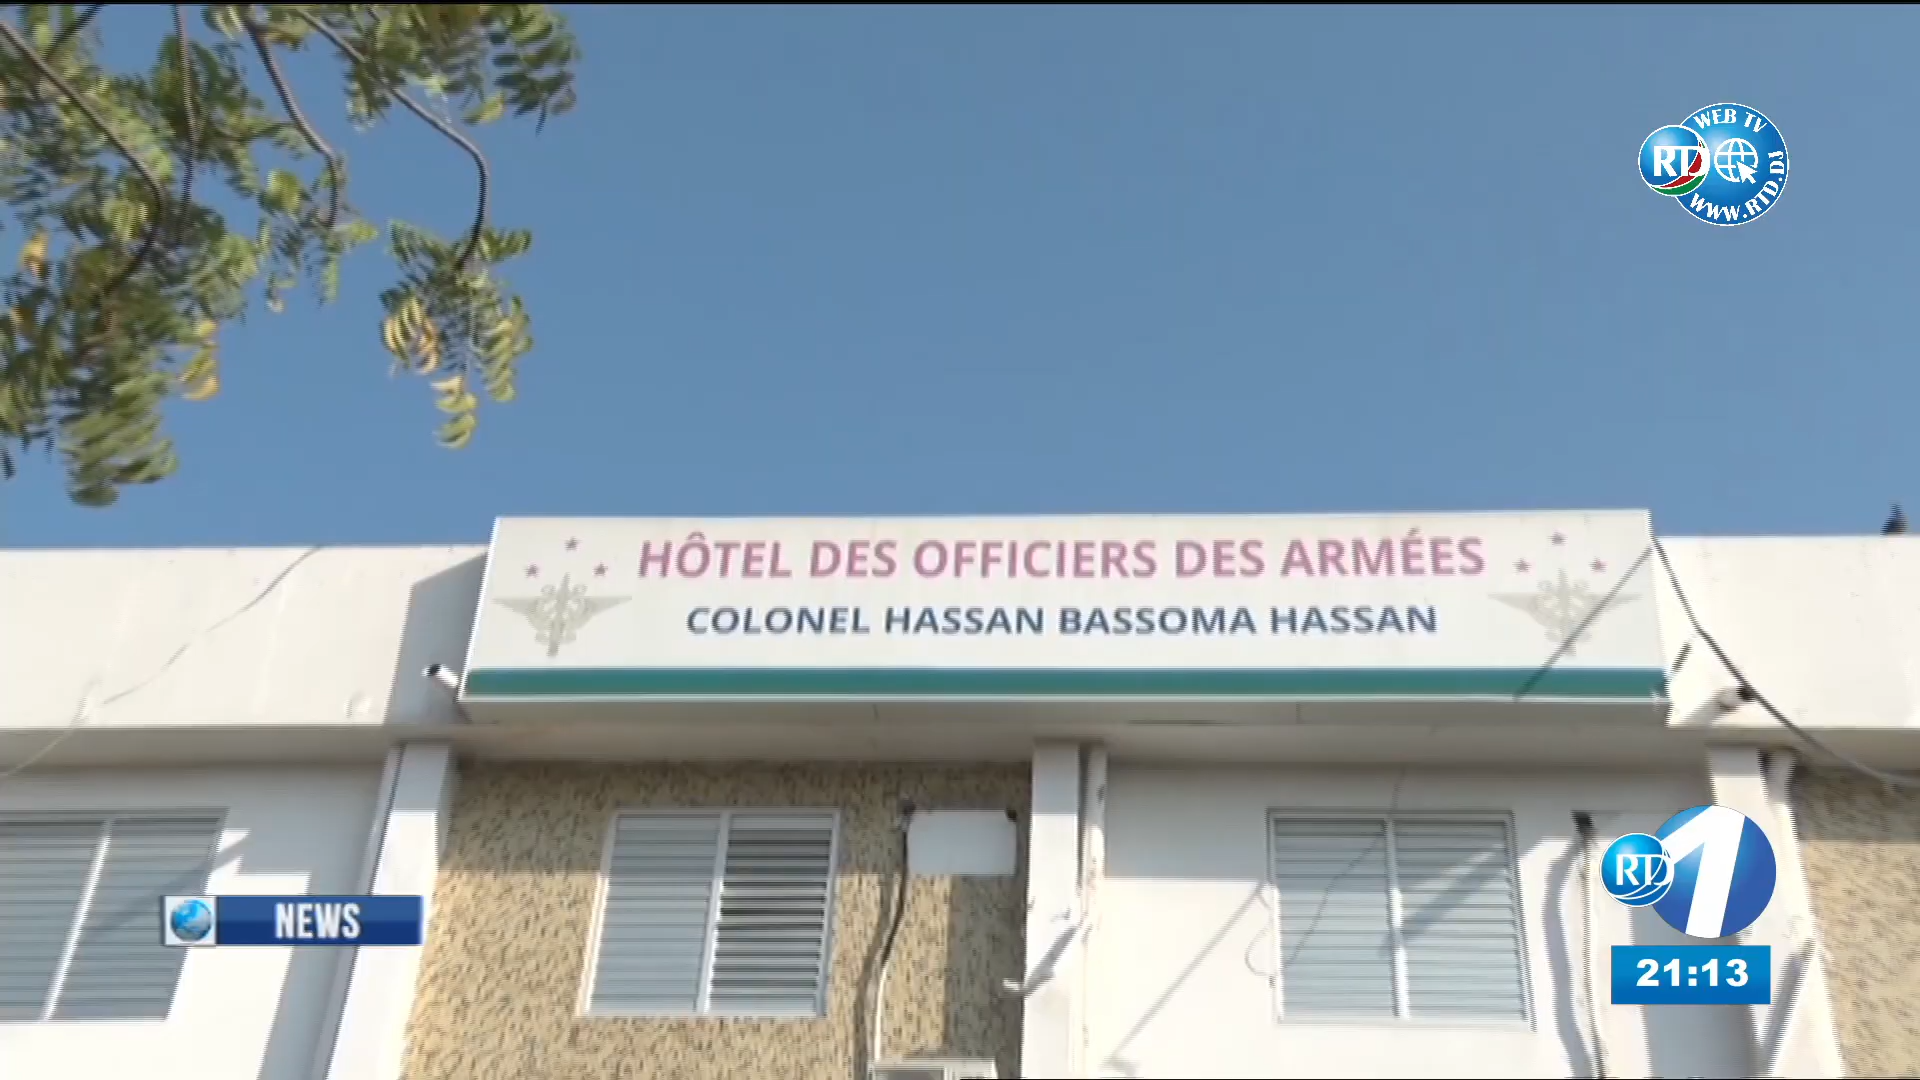 WEB TV
RTD
WWW.RTD.DJ
HÔTEL DES OFFICIERS DES ARMÉES
COLONEL HASSAN BASSOMA HASSAN
NEWS
RTD 1
21:13